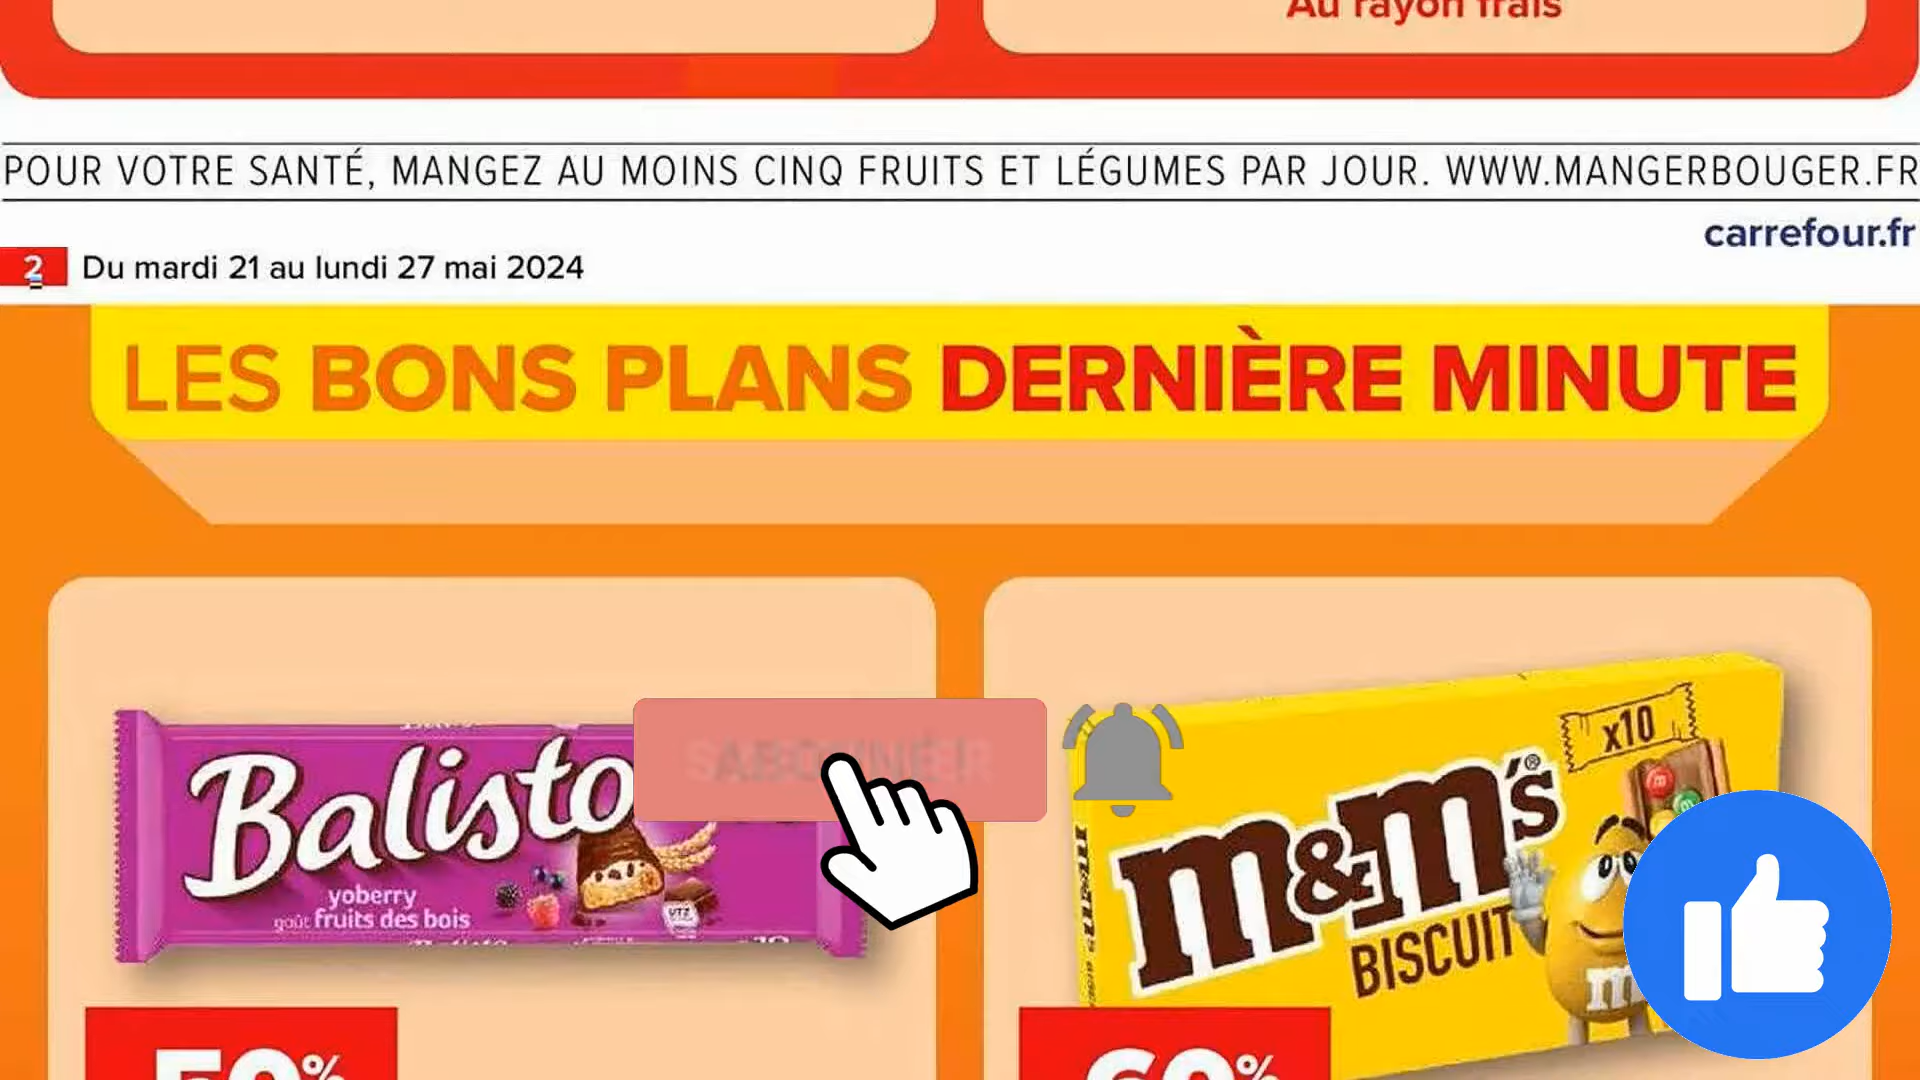 Au rayon frais
POUR VOTRE SANTÉ, MANGEZ AU MOINS CINQ FRUITS ET LÉGUMES PAR JOUR. WWW.MANGERBOUGER.FR
carrefour.fr
2 Du mardi 21 au lundi 27 mai 2024
LES BONS PLANS DERNIÈRE MINUTE
Balisto
yoberry
goût fruits des bois
UTZ
x10
m&m's®
BISCUIT
m
%
%